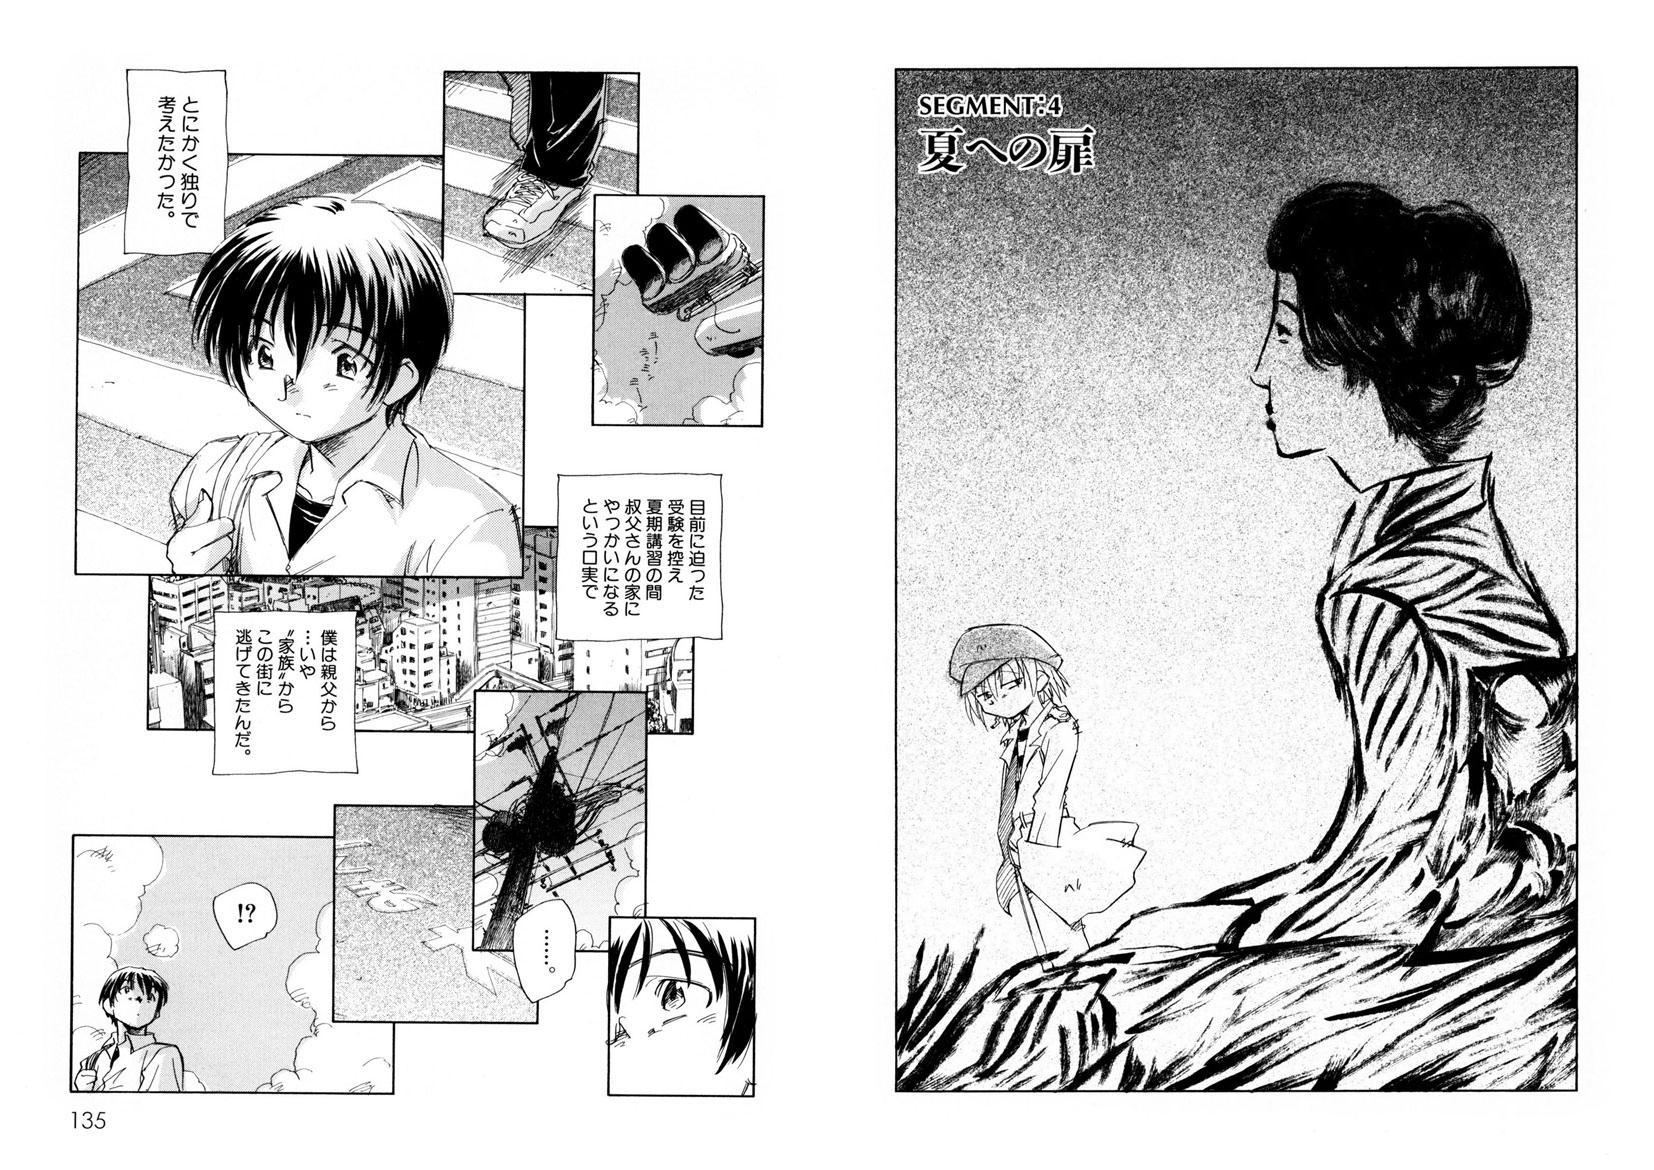 SEGMENT:4
夏への扉
とにかく独りで
考えたかった。
目前に迫った
受験を控え
夏期講習の間
叔父さんの家に
やっかいになる
という口実で
僕は親父から
…いや
〝家族〟から
この街に
逃げてきたんだ。
……。
!?
135